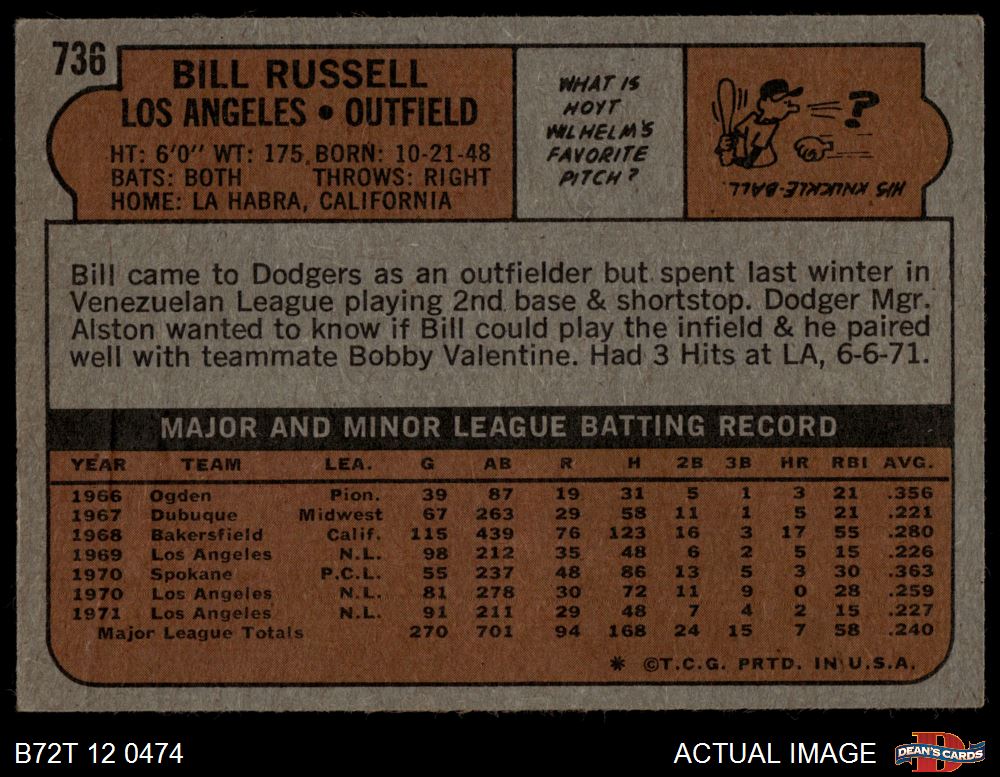 736
BILL RUSSELL
LOS ANGELES • OUTFIELD
HT: 6'0" WT: 175 BORN: 10-21-48
BATS: BOTH THROWS: RIGHT
HOME: LA HABRA, CALIFORNIA
WHAT IS
HOYT
WILHELM'S
FAVORITE
PITCH?
?
HIS KNUCKLE-BALL.
Bill came to Dodgers as an outfielder but spent last winter in
Venezuelan League playing 2nd base & shortstop. Dodger Mgr.
Alston wanted to know if Bill could play the infield & he paired
well with teammate Bobby Valentine. Had 3 Hits at LA, 6-6-71.
MAJOR AND MINOR LEAGUE BATTING RECORD
YEAR TEAM LEA. G AB R H 2B 3B HR RBI AVG.
1966 Ogden Pion. 39 87 19 31 5 1 3 21 .356
1967 Dubuque Midwest 67 263 29 58 11 1 5 21 .221
1968 Bakersfield Calif. 115 439 76 123 16 3 17 55 .280
1969 Los Angeles N.L. 98 212 35 48 6 2 5 15 .226
1970 Spokane P.C.L. 55 237 48 86 13 5 3 30 .363
1970 Los Angeles N.L. 81 278 30 72 11 9 0 28 .259
1971 Los Angeles N.L. 91 211 29 48 7 4 2 15 .227
Major League Totals 270 701 94 168 24 15 7 58 .240
* ©T.C.G. PRTD. IN U.S.A.
B72T 12 0474
ACTUAL IMAGE
D
DEAN'S CARDS